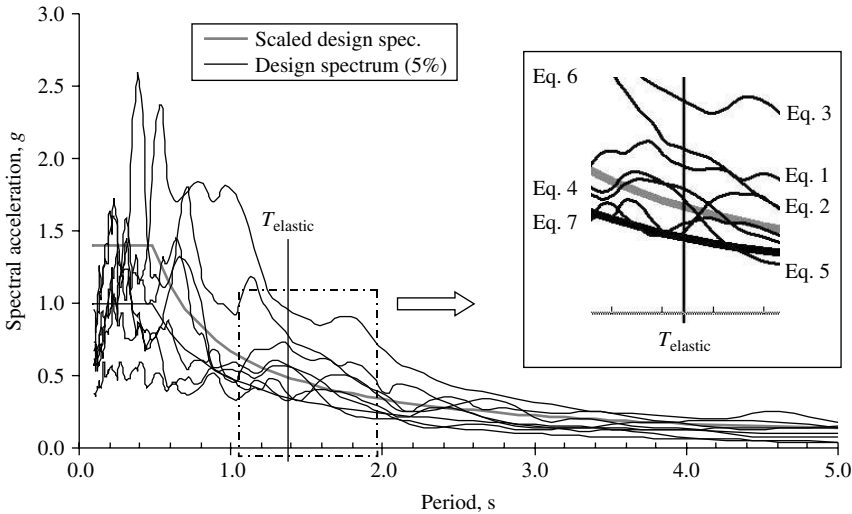 3.0
2.5
2.0
1.5
1.0
0.5
0.0
Spectral acceleration, g
Scaled design spec.
Design spectrum (5%)
T elastic
0.0
1.0
2.0
3.0
4.0
5.0
Period, s
Eq. 6
Eq. 3
Eq. 1
Eq. 4
Eq. 2
Eq. 7
Eq. 5
T elastic